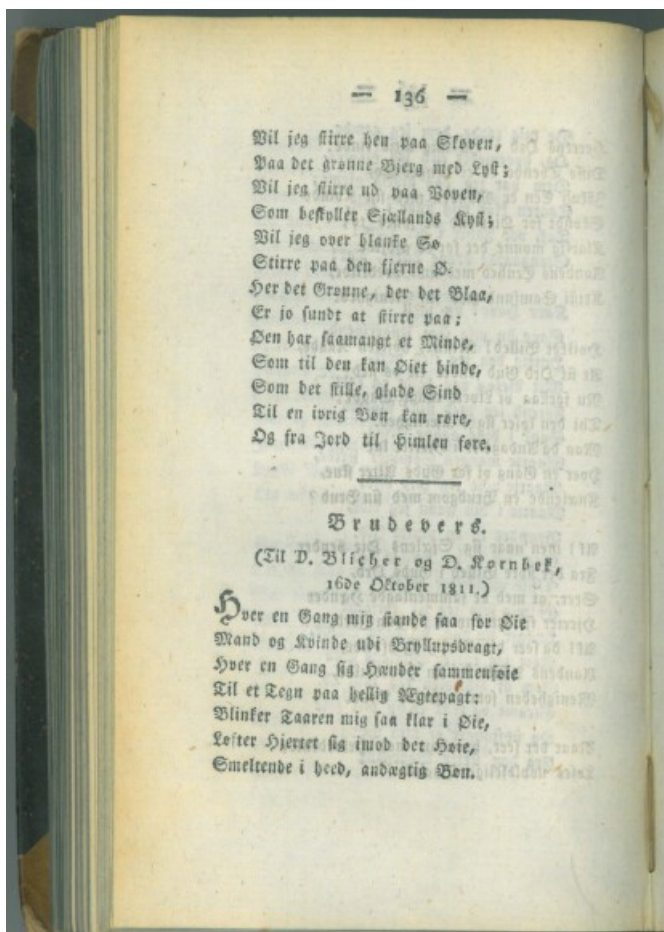 = 136 =
Vil jeg stirre hen paa Skoven,
Paa det grønne Bjerg med Lyst;
Vil jeg stirre ud paa Voven,
Som beskyller Sjællands Kyst;
Vil jeg over blanke Sø
Stirre paa den fjerne Ø.
Her det Grønne, der det Blaa,
Er jo sundt at stirre paa;
Øen har saamangt et Minde,
Som til den kan Øiet binde,
Som det stille, glade Sind
Til en ivrig Bøn kan røre,
Og fra Jord til Himlen føre.
Brudevers.
(Til D. Blicher og D. Kornbek,
16de Oktober 1811.)
Hver en Gang mig stande saa for Øie
Mand og Kvinde udi Bryllupsdragt,
Hver en Gang sig Hænder sammenføie
Til et Tegn paa hellig Ægtepagt:
Blinker Taaren mig saa klar i Øie,
Løfter Hjertet sig imod det Høie,
Smeltende i heed, andægtig Bøn.